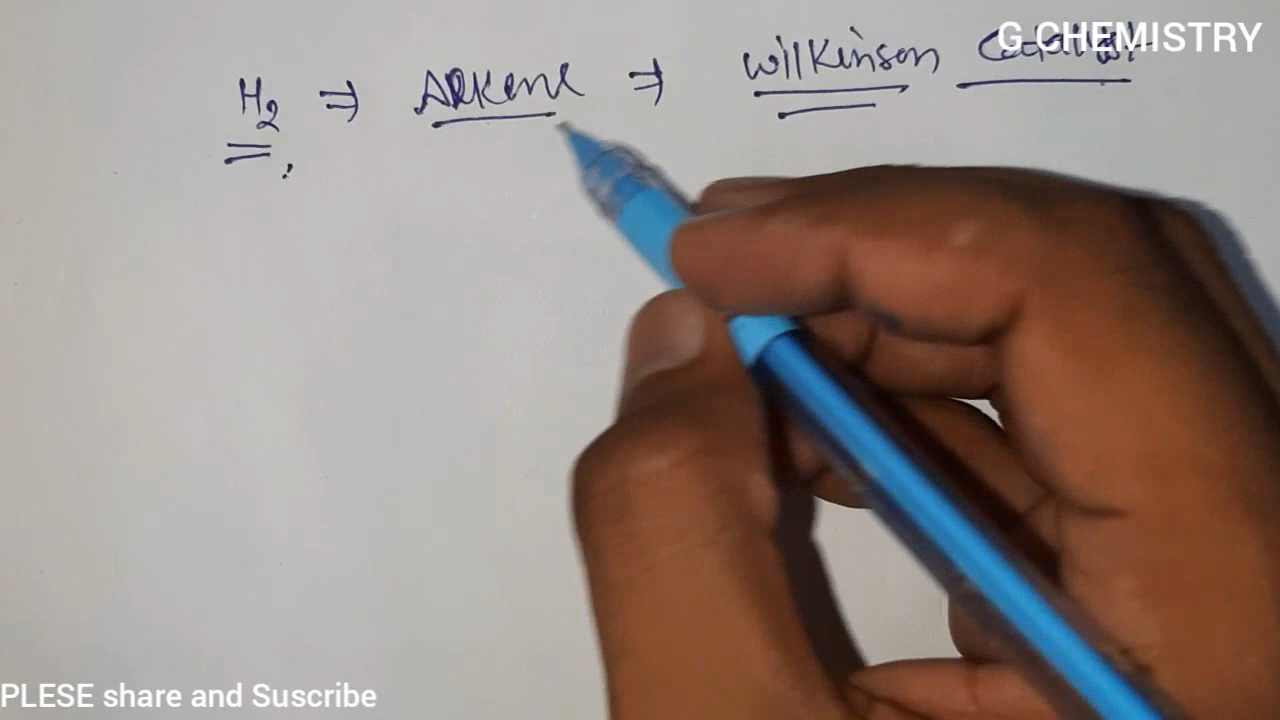 G CHEMISTRY
H2 ⇒ Alkene ⇒ Wilkinson
PLESE share and Suscribe